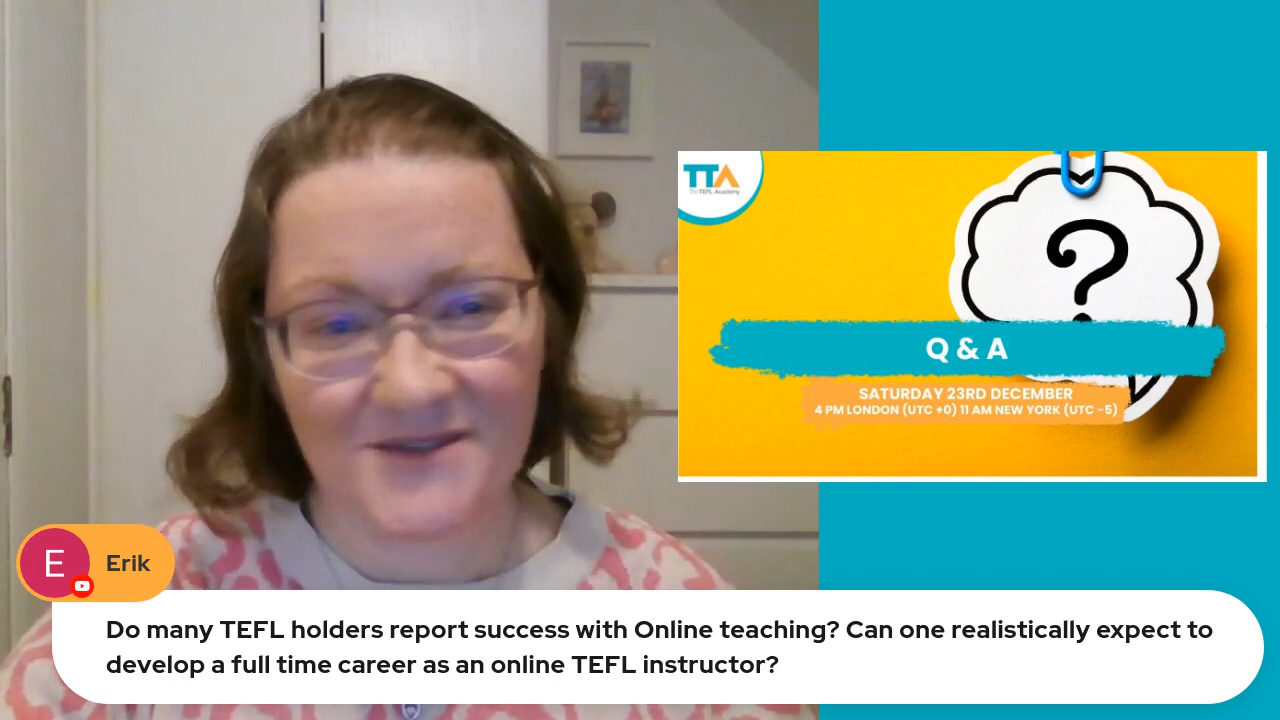 TTA
The TEFL Academy
Q & A
SATURDAY 23RD DECEMBER
4 PM LONDON (UTC +0) 11 AM NEW YORK (UTC -5)
E
Erik
Do many TEFL holders report success with Online teaching? Can one realistically expect to
develop a full time career as an online TEFL instructor?